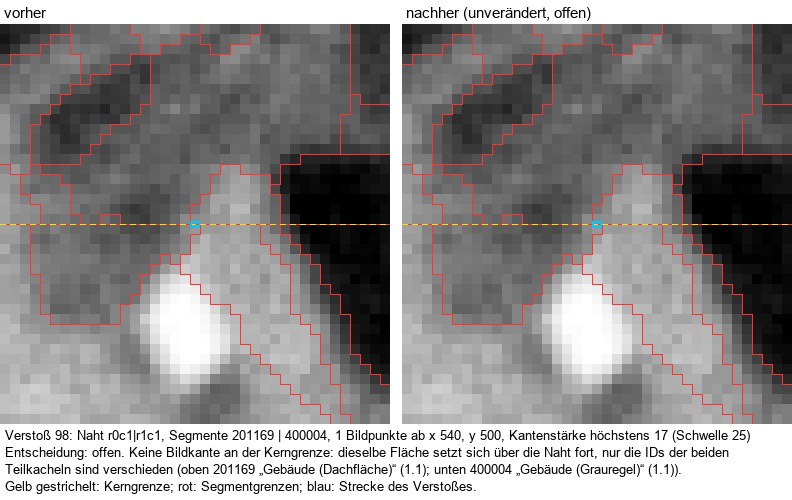 vorher
nachher (unverändert, offen)
Verstoß 98: Naht r0c1|r1c1, Segmente 201169 | 400004, 1 Bildpunkte ab x 540, y 500, Kantenstärke höchstens 17 (Schwelle 25)
Entscheidung: offen. Keine Bildkante an der Kerngrenze: dieselbe Fläche setzt sich über die Naht fort, nur die IDs der beiden
Teilkacheln sind verschieden (oben 201169 „Gebäude (Dachfläche)“ (1.1); unten 400004 „Gebäude (Grauregel)“ (1.1)).
Gelb gestrichelt: Kerngrenze; rot: Segmentgrenzen; blau: Strecke des Verstoßes.